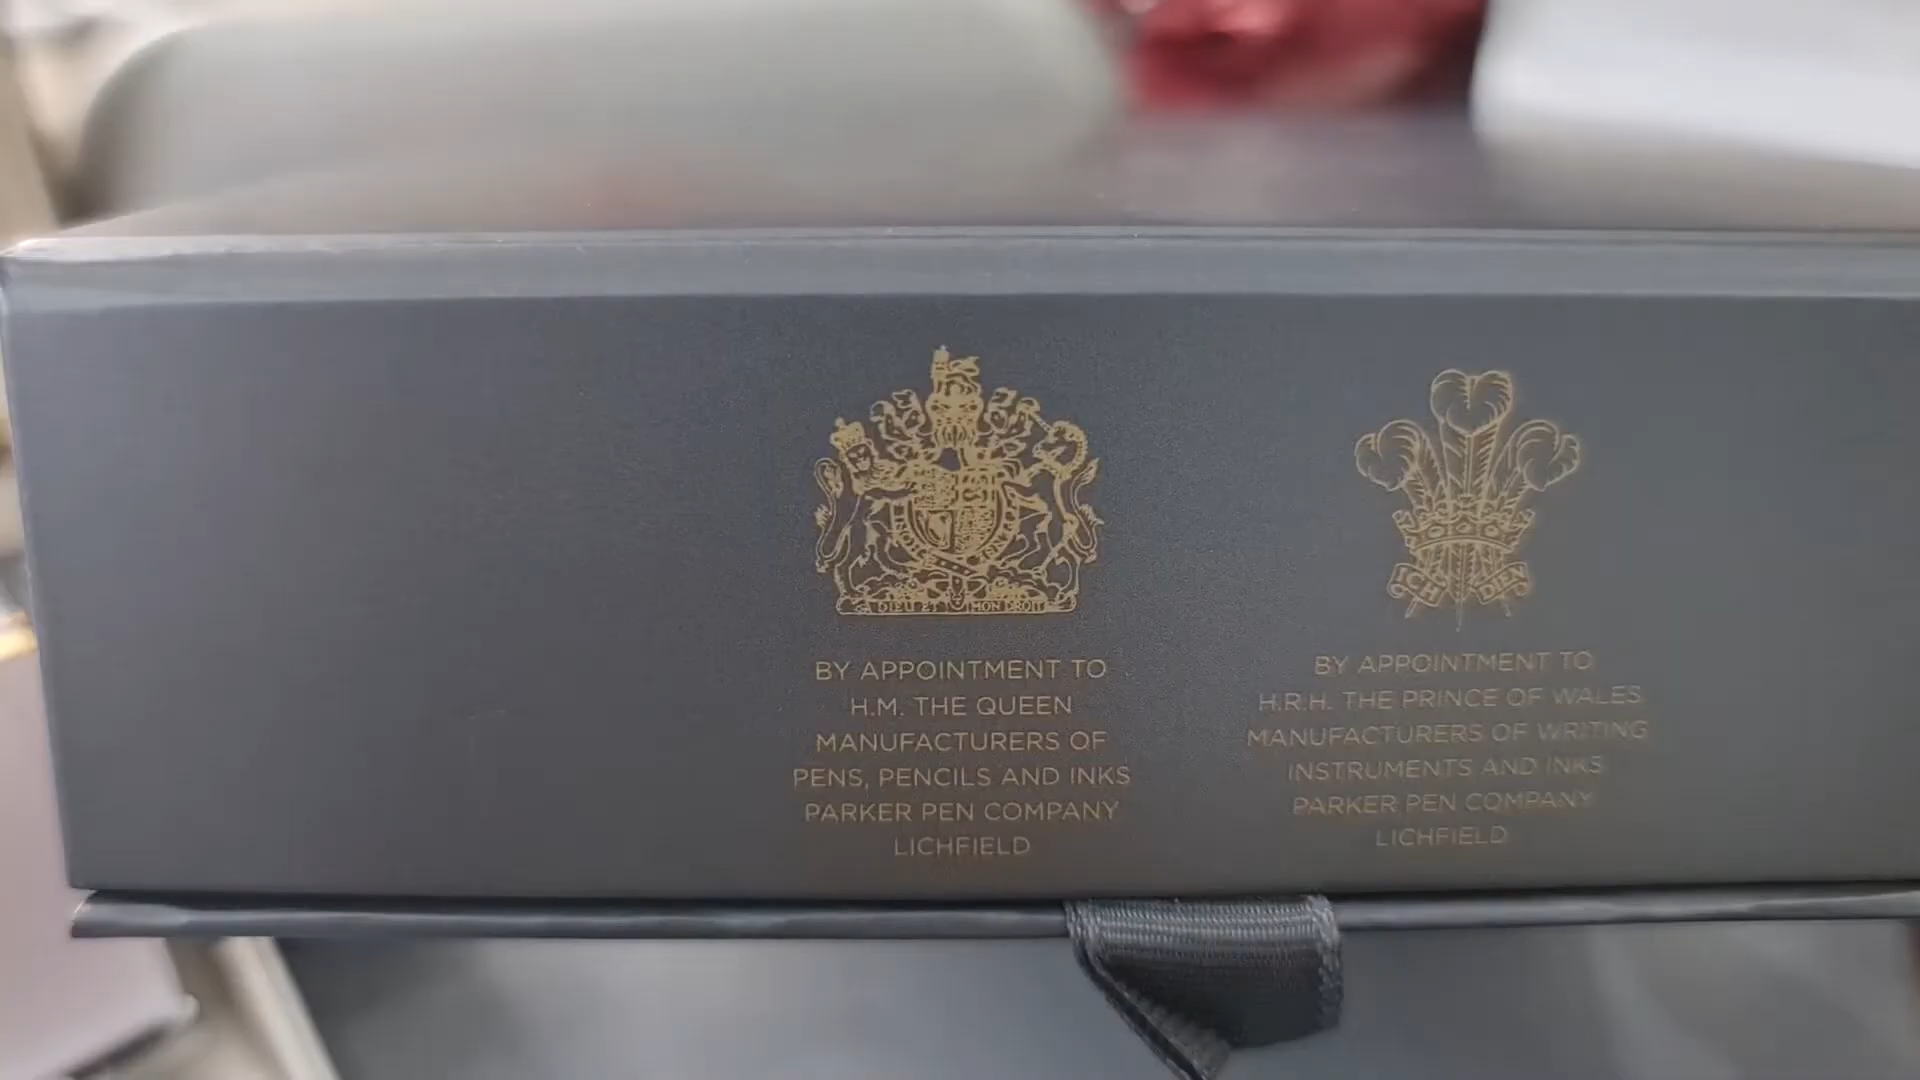 DIEU ET MON DROIT
BY APPOINTMENT TO
H.M. THE QUEEN
MANUFACTURERS OF
PENS, PENCILS AND INKS
PARKER PEN COMPANY
LICHFIELD
ICH DIEN
BY APPOINTMENT TO
H.R.H. THE PRINCE OF WALES
MANUFACTURERS OF WRITING
INSTRUMENTS AND INKS
PARKER PEN COMPANY
LICHFIELD